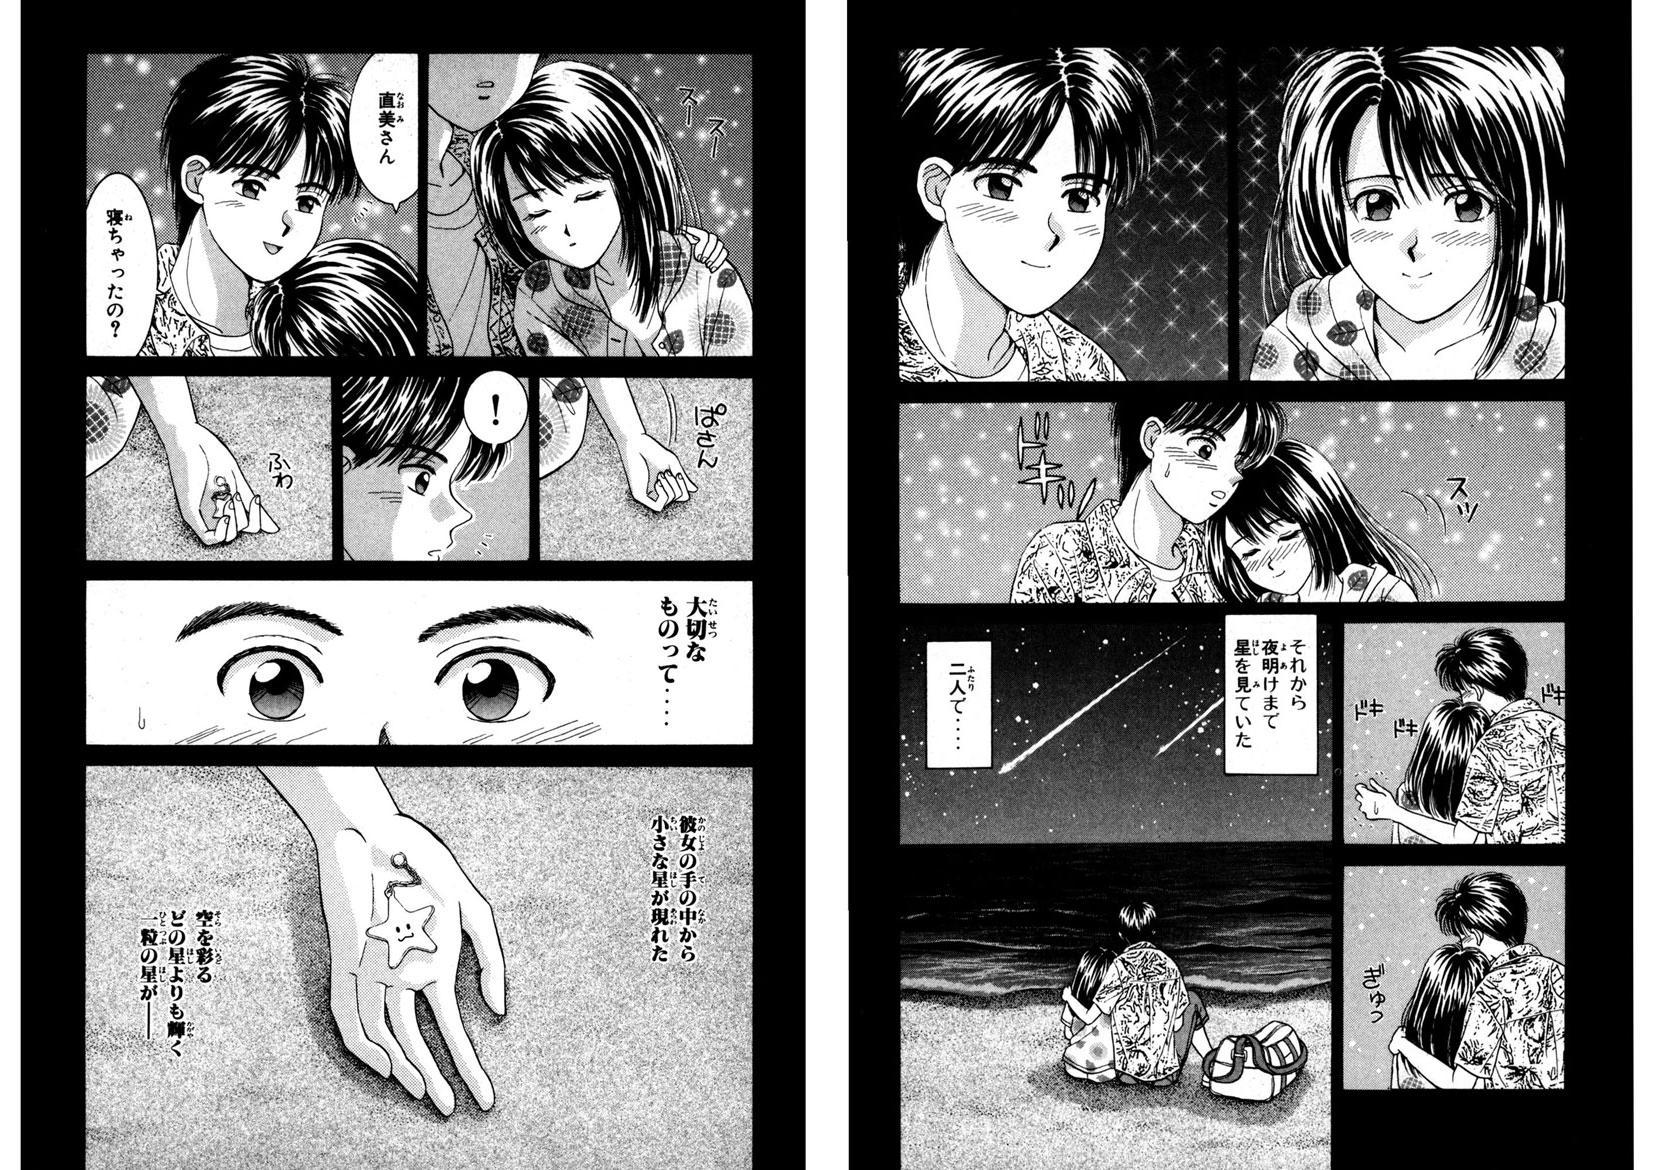 スッ
ドキドキッ
ドキ
ドキ
ドキ
ぎゅっ
それから
夜明けまで
星を見ていた
二人で‥‥
スー
スー
直美さん
寝ちゃったの?
ぱさん
!
ふわ
大切な
ものって‥‥
彼女の手の中から
小さな星が現れた
空を彩る
どの星よりも輝く
一粒の星が──